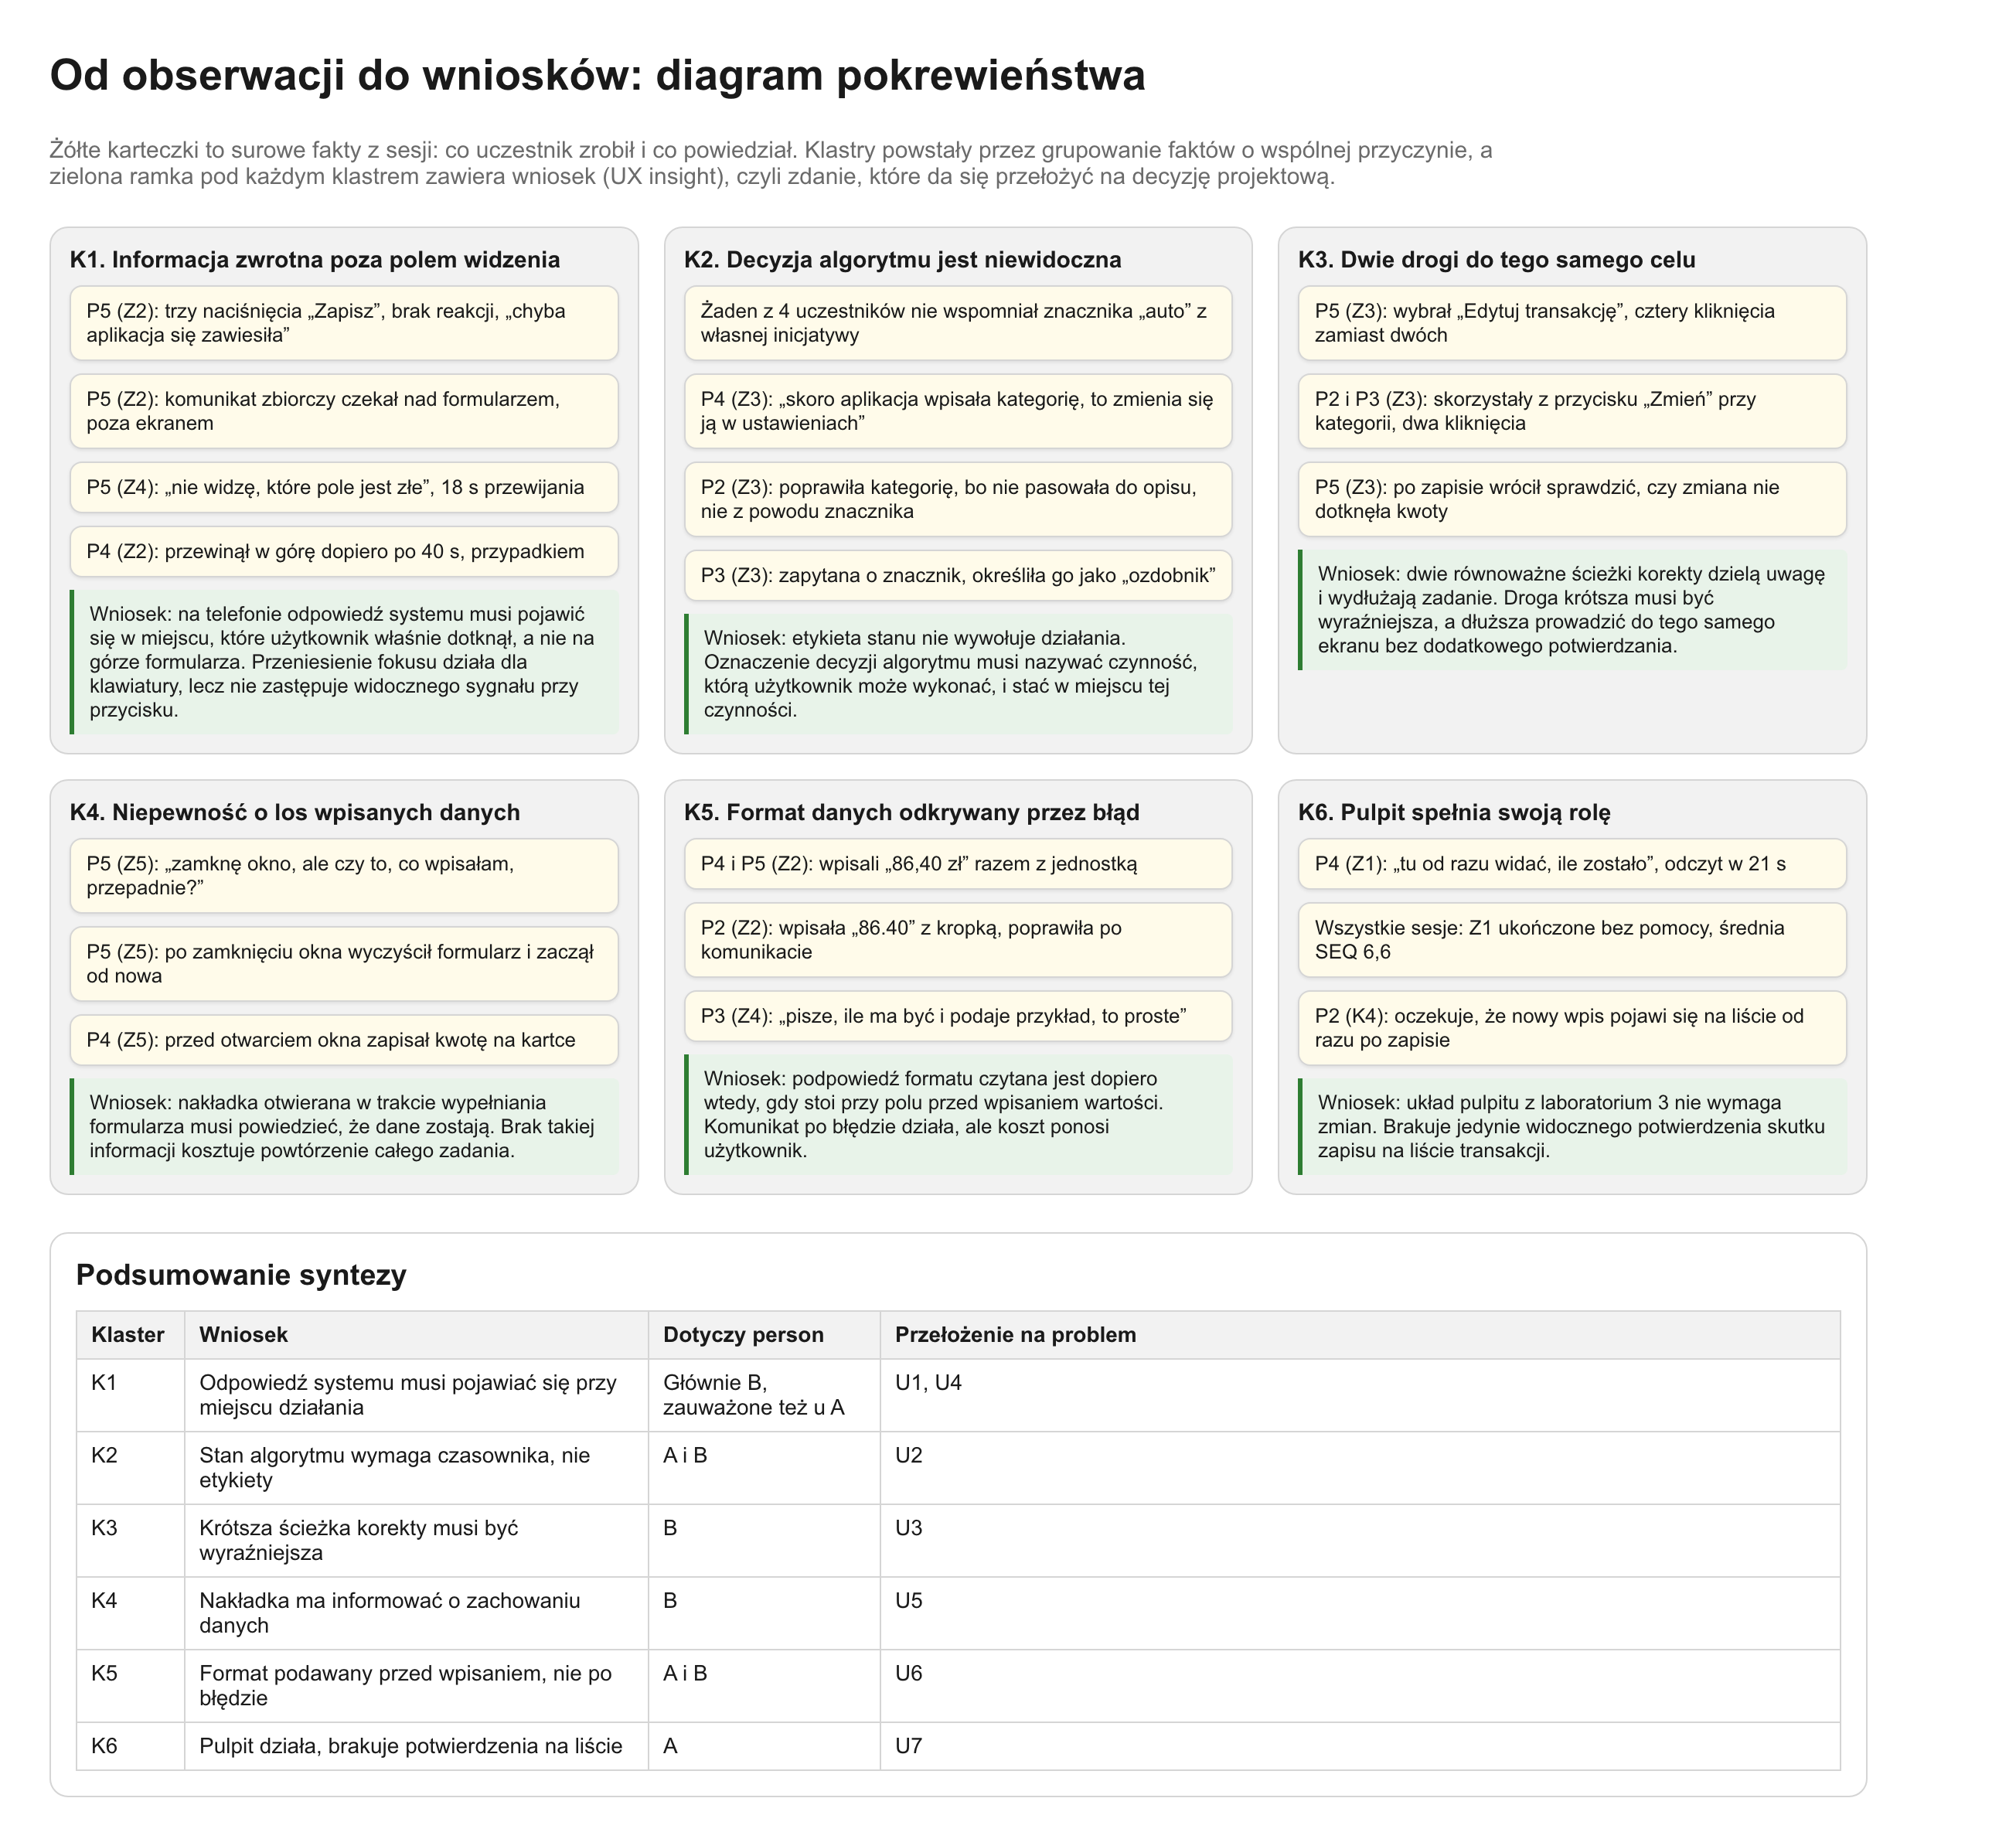 Od obserwacji do wniosków: diagram pokrewieństwa
Żółte karteczki to surowe fakty z sesji: co uczestnik zrobił i co powiedział. Klastry powstały przez grupowanie faktów o wspólnej przyczynie, a
zielona ramka pod każdym klastrem zawiera wniosek (UX insight), czyli zdanie, które da się przełożyć na decyzję projektową.
K1. Informacja zwrotna poza polem widzenia
P5 (Z2): trzy naciśnięcia „Zapisz”, brak reakcji, „chyba
aplikacja się zawiesiła”
P5 (Z2): komunikat zbiorczy czekał nad formularzem,
poza ekranem
P5 (Z4): „nie widzę, które pole jest złe”, 18 s przewijania
P4 (Z2): przewinął w górę dopiero po 40 s, przypadkiem
Wniosek: na telefonie odpowiedź systemu musi pojawić
się w miejscu, które użytkownik właśnie dotknął, a nie na
górze formularza. Przeniesienie fokusu działa dla
klawiatury, lecz nie zastępuje widocznego sygnału przy
przycisku.
K2. Decyzja algorytmu jest niewidoczna
Żaden z 4 uczestników nie wspomniał znacznika „auto” z
własnej inicjatywy
P4 (Z3): „skoro aplikacja wpisała kategorię, to zmienia się
ją w ustawieniach”
P2 (Z3): poprawiła kategorię, bo nie pasowała do opisu,
nie z powodu znacznika
P3 (Z3): zapytana o znacznik, określiła go jako „ozdobnik”
Wniosek: etykieta stanu nie wywołuje działania.
Oznaczenie decyzji algorytmu musi nazywać czynność,
którą użytkownik może wykonać, i stać w miejscu tej
czynności.
K3. Dwie drogi do tego samego celu
P5 (Z3): wybrał „Edytuj transakcję”, cztery kliknięcia
zamiast dwóch
P2 i P3 (Z3): skorzystały z przycisku „Zmień” przy
kategorii, dwa kliknięcia
P5 (Z3): po zapisie wrócił sprawdzić, czy zmiana nie
dotknęła kwoty
Wniosek: dwie równoważne ścieżki korekty dzielą uwagę
i wydłużają zadanie. Droga krótsza musi być
wyraźniejsza, a dłuższa prowadzić do tego samego
ekranu bez dodatkowego potwierdzania.
K4. Niepewność o los wpisanych danych
P5 (Z5): „zamknę okno, ale czy to, co wpisałam,
przepadnie?”
P5 (Z5): po zamknięciu okna wyczyścił formularz i zaczął
od nowa
P4 (Z5): przed otwarciem okna zapisał kwotę na kartce
Wniosek: nakładka otwierana w trakcie wypełniania
formularza musi powiedzieć, że dane zostają. Brak takiej
informacji kosztuje powtórzenie całego zadania.
K5. Format danych odkrywany przez błąd
P4 i P5 (Z2): wpisali „86,40 zł” razem z jednostką
P2 (Z2): wpisała „86.40” z kropką, poprawiła po
komunikacie
P3 (Z4): „pisze, ile ma być i podaje przykład, to proste”
Wniosek: podpowiedź formatu czytana jest dopiero
wtedy, gdy stoi przy polu przed wpisaniem wartości.
Komunikat po błędzie działa, ale koszt ponosi
użytkownik.
K6. Pulpit spełnia swoją rolę
P4 (Z1): „tu od razu widać, ile zostało”, odczyt w 21 s
Wszystkie sesje: Z1 ukończone bez pomocy, średnia
SEQ 6,6
P2 (K4): oczekuje, że nowy wpis pojawi się na liście od
razu po zapisie
Wniosek: układ pulpitu z laboratorium 3 nie wymaga
zmian. Brakuje jedynie widocznego potwierdzenia skutku
zapisu na liście transakcji.
Podsumowanie syntezy
Klaster Wniosek Dotyczy person Przełożenie na problem
K1 Odpowiedź systemu musi pojawiać się przy Głównie B, U1, U4
miejscu działania zauważone też u A
K2 Stan algorytmu wymaga czasownika, nie A i B U2
etykiety
K3 Krótsza ścieżka korekty musi być B U3
wyraźniejsza
K4 Nakładka ma informować o zachowaniu B U5
danych
K5 Format podawany przed wpisaniem, nie po A i B U6
błędzie
K6 Pulpit działa, brakuje potwierdzenia na liście A U7